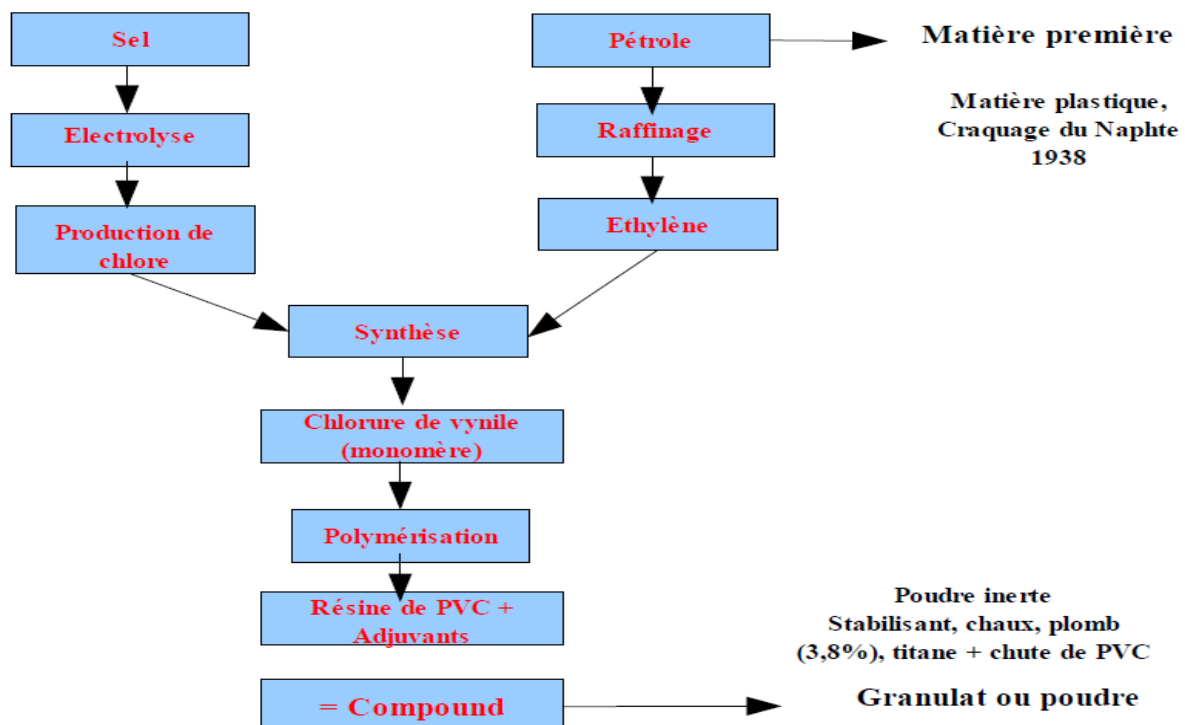 Sel
Pétrole
Matière première
Electrolyse
Raffinage
Matière plastique,
Craquage du Naphte
1938
Production de
chlore
Ethylène
Synthèse
Chlorure de vynile
(monomère)
Polymérisation
Résine de PVC +
Adjuvants
Poudre inerte
Stabilisant, chaux, plomb
(3,8%), titane + chute de PVC
= Compound
Granulat ou poudre